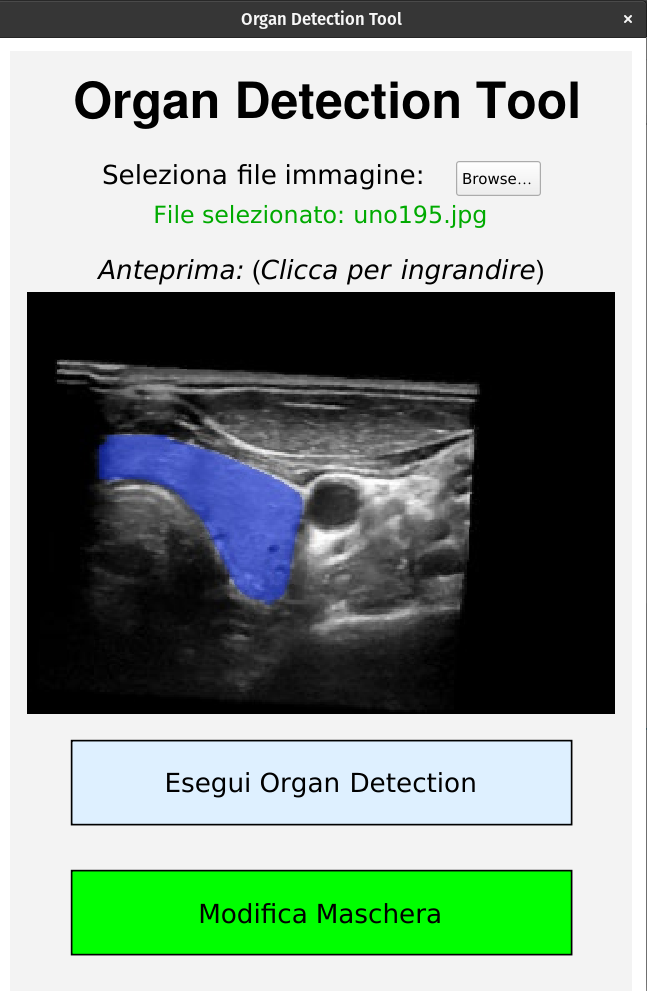 Organ Detection Tool ×
Organ Detection Tool
Seleziona file immagine: Browse...
File selezionato: uno195.jpg
Anteprima: (Clicca per ingrandire)
Esegui Organ Detection
Modifica Maschera